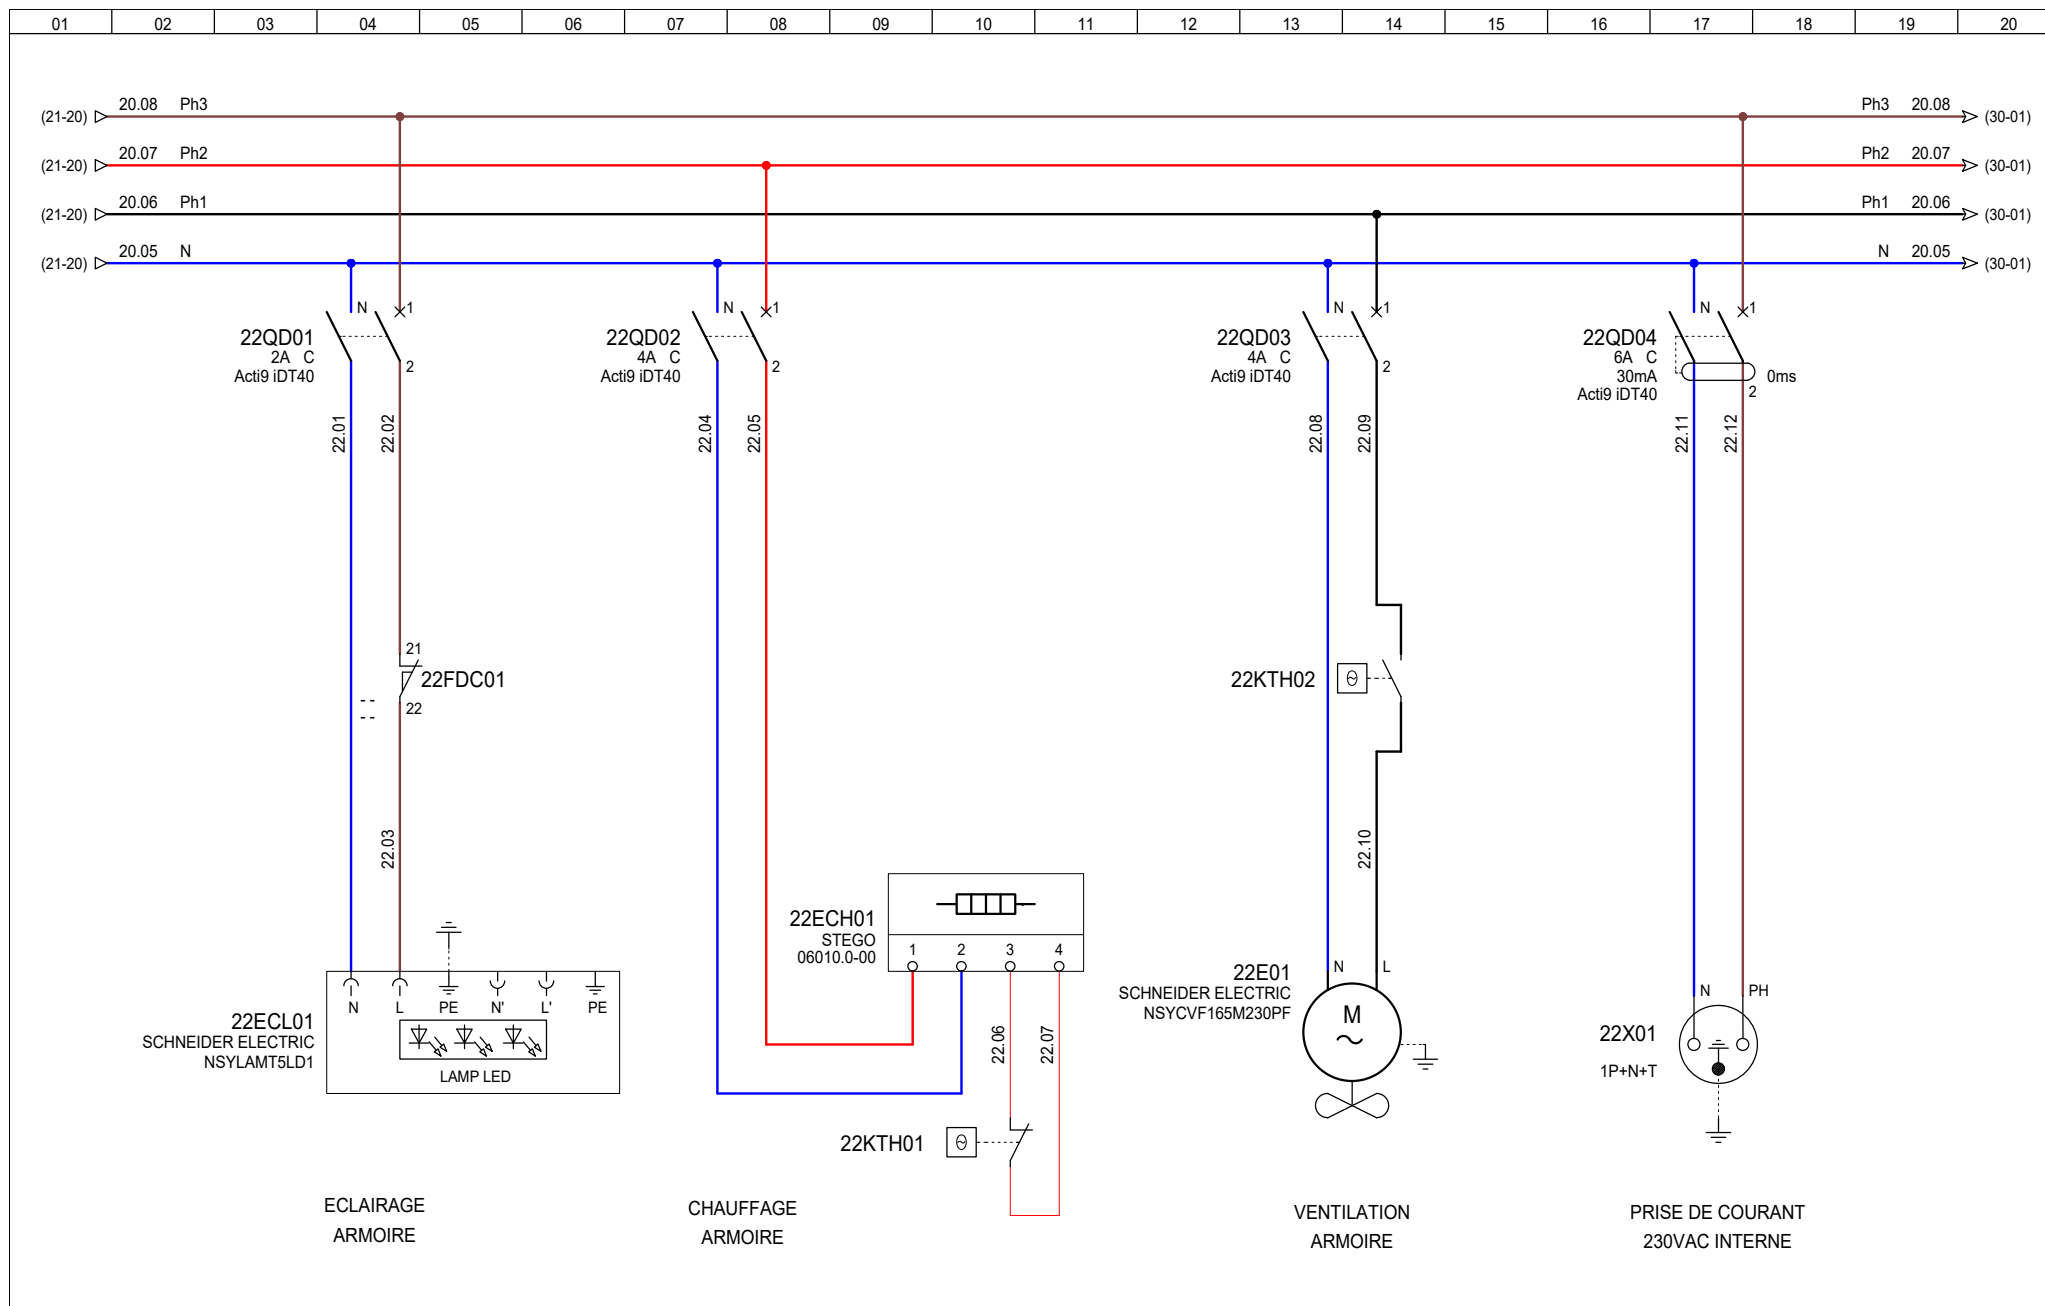 01 02 03 04 05 06 07 08 09 10 11 12 13 14 15 16 17 18 19 20
(21-20) 20.08 Ph3 Ph3 20.08 (30-01)
(21-20) 20.07 Ph2 Ph2 20.07 (30-01)
(21-20) 20.06 Ph1 Ph1 20.06 (30-01)
(21-20) 20.05 N N 20.05 (30-01)
N 1
22QD01
2A C
Acti9 iDT40
2
22.01
22.02
21
22FDC01
22
22.03
N L PE N' L' PE
22ECL01
SCHNEIDER ELECTRIC
NSYLAMT5LD1
LAMP LED
ECLAIRAGE
ARMOIRE
N 1
22QD02
4A C
Acti9 iDT40
2
22.04
22.05
22ECH01
STEGO
06010.0-00
1 2 3 4
22.06
22.07
22KTH01
CHAUFFAGE
ARMOIRE
N 1
22QD03
4A C
Acti9 iDT40
2
22.08
22.09
22KTH02
22.10
N L
22E01
SCHNEIDER ELECTRIC
NSYCVF165M230PF
M
VENTILATION
ARMOIRE
N 1
22QD04
6A C
30mA
Acti9 iDT40
0ms
2
22.11
22.12
N PH
22X01
1P+N+T
PRISE DE COURANT
230VAC INTERNE